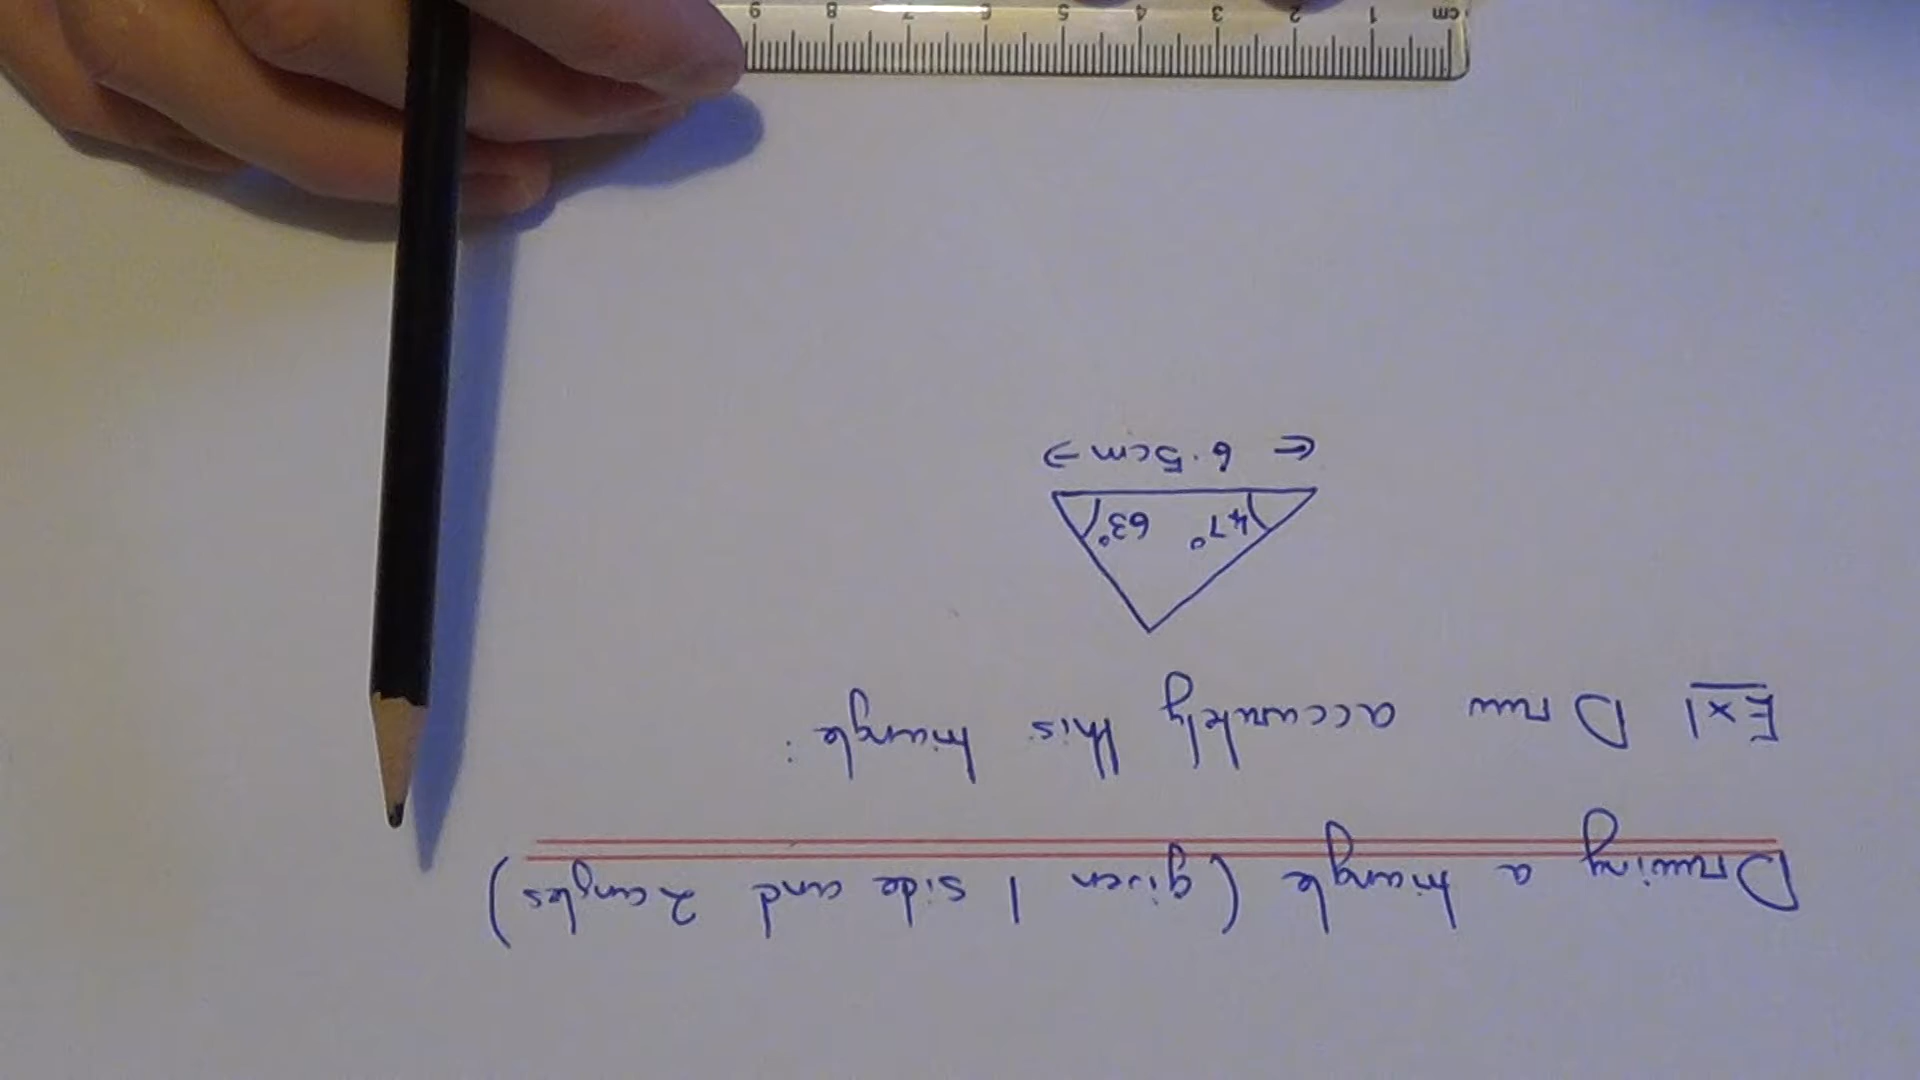 Drawing a triangle (given 1 side and 2 angles)
Ex1 Draw accurately this triangle:
47° 63°
← 6.5cm →
cm 1 2 3 4 5 6 7 8 9